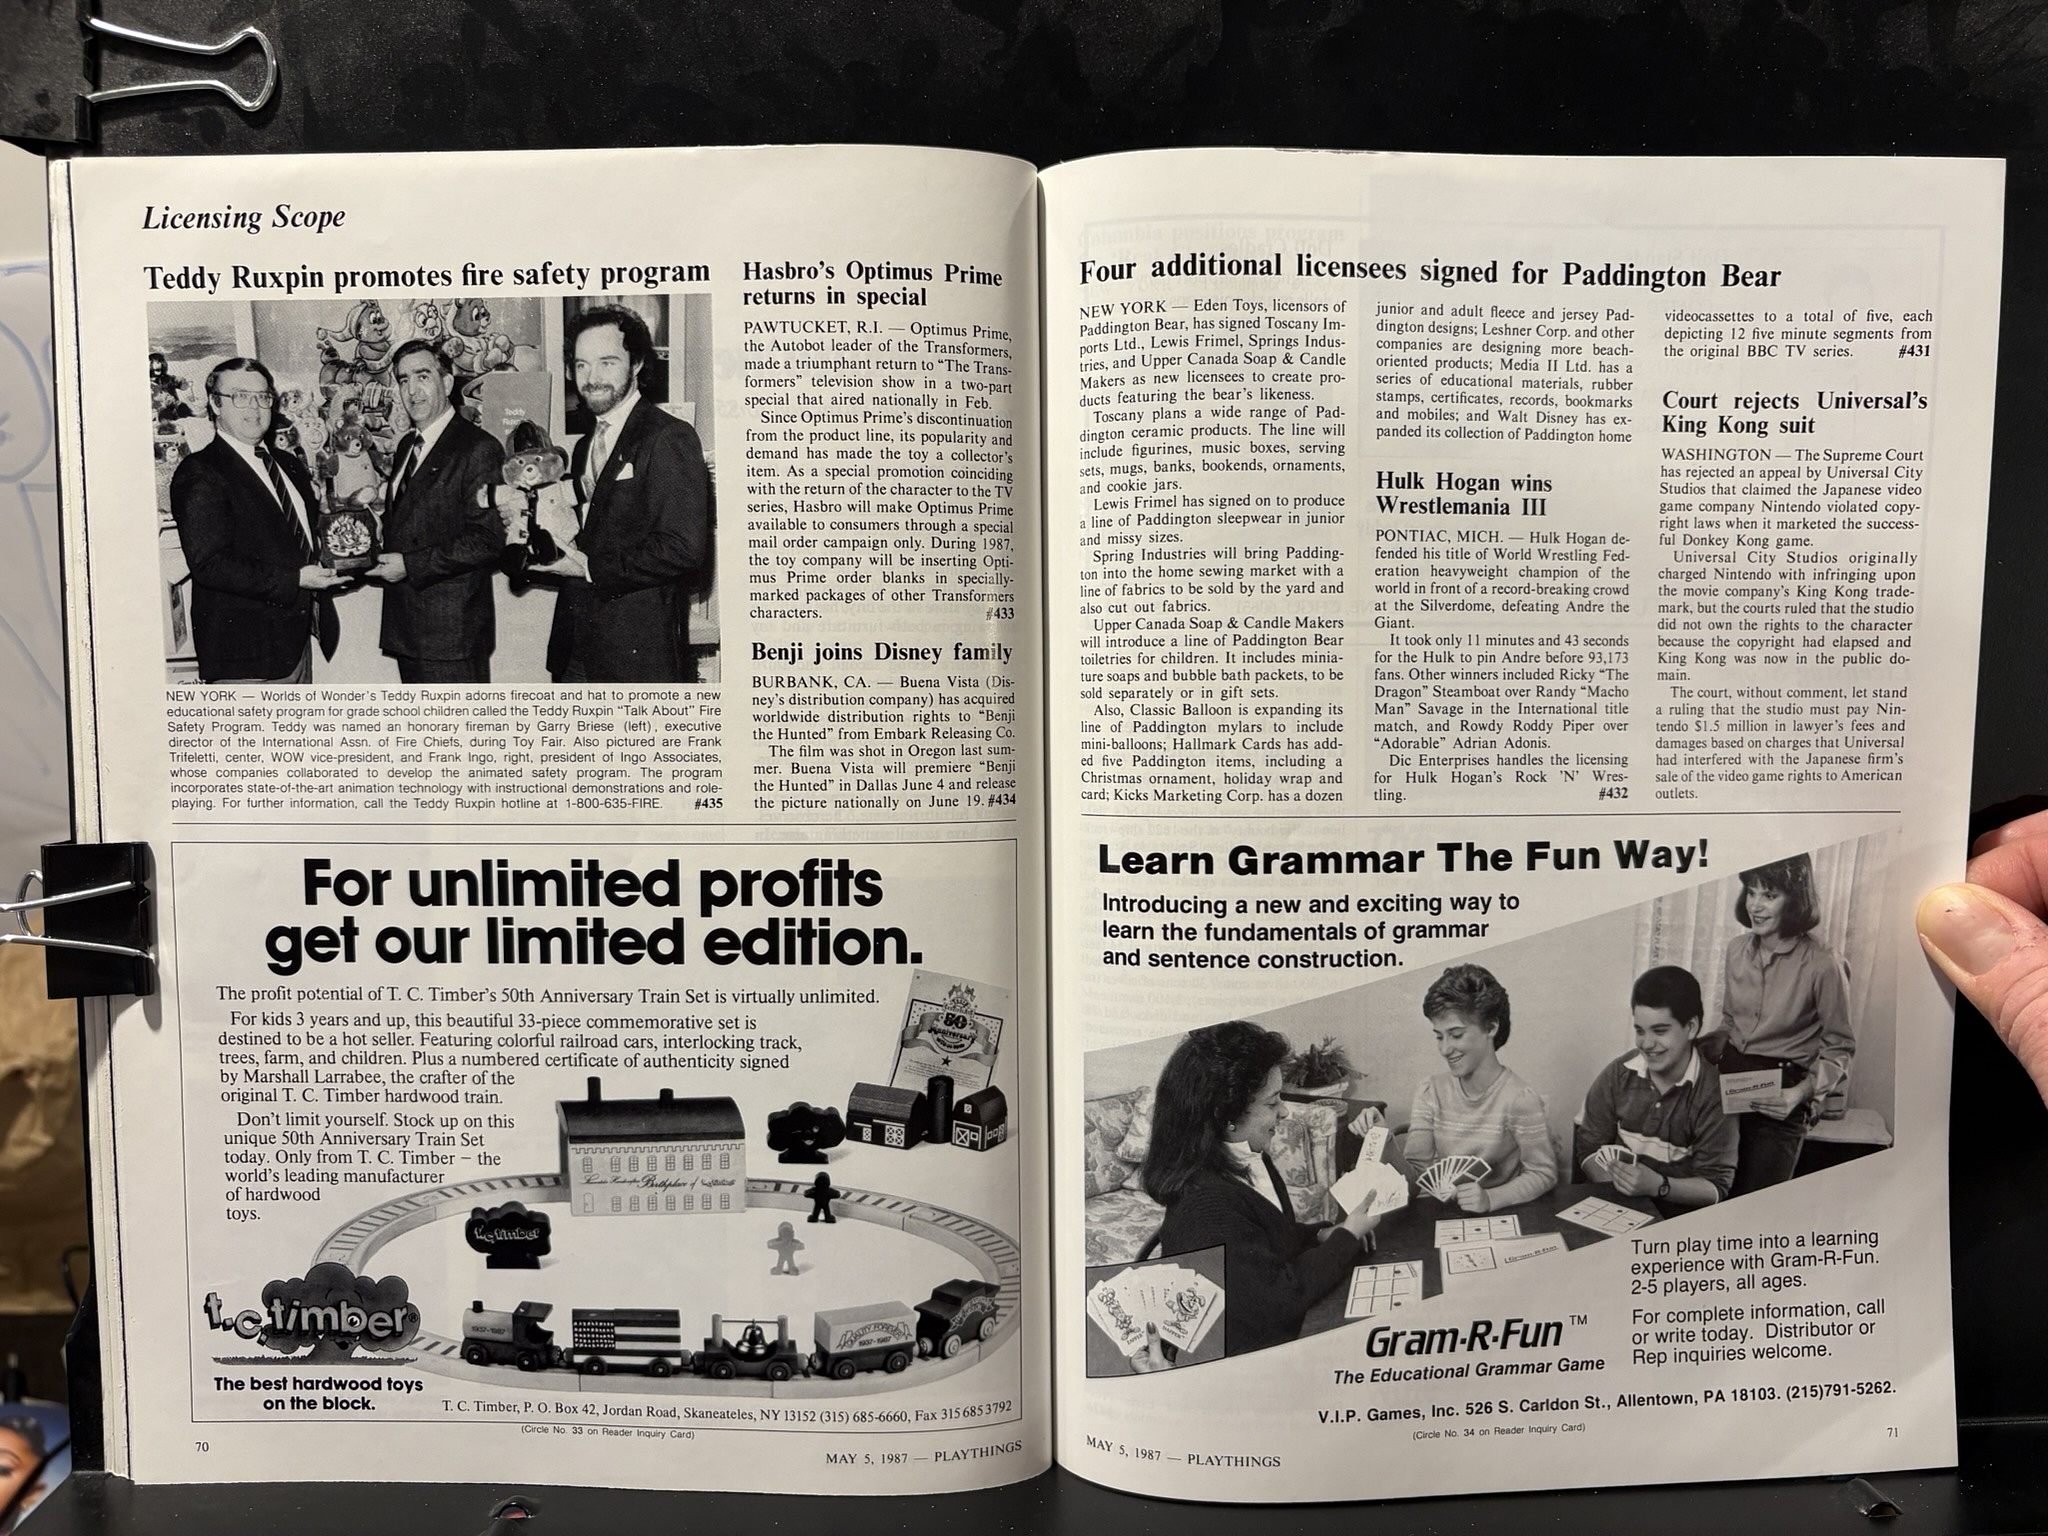 Licensing Scope
Teddy Ruxpin promotes fire safety program
Teddy
NEW YORK — Worlds of Wonder's Teddy Ruxpin adorns firecoat and hat to promote a new
educational safety program for grade school children called the Teddy Ruxpin "Talk About" Fire
Safety Program. Teddy was named an honorary fireman by Garry Briese (left), executive
director of the International Assn. of Fire Chiefs, during Toy Fair. Also pictured are Frank
Trifeletti, center, WOW vice-president, and Frank Ingo, right, president of Ingo Associates,
whose companies collaborated to develop the animated safety program. The program
incorporates state-of-the-art animation technology with instructional demonstrations and role-
playing. For further information, call the Teddy Ruxpin hotline at 1-800-635-FIRE. #435
Hasbro's Optimus Prime
returns in special
PAWTUCKET, R.I. — Optimus Prime,
the Autobot leader of the Transformers,
made a triumphant return to "The Trans-
formers" television show in a two-part
special that aired nationally in Feb.
Since Optimus Prime's discontinuation
from the product line, its popularity and
demand has made the toy a collector's
item. As a special promotion coinciding
with the return of the character to the TV
series, Hasbro will make Optimus Prime
available to consumers through a special
mail order campaign only. During 1987,
the toy company will be inserting Opti-
mus Prime order blanks in specially-
marked packages of other Transformers
characters. #433
Benji joins Disney family
BURBANK, CA. — Buena Vista (Dis-
ney's distribution company) has acquired
worldwide distribution rights to "Benji
the Hunted" from Embark Releasing Co.
The film was shot in Oregon last sum-
mer. Buena Vista will premiere "Benji
the Hunted" in Dallas June 4 and release
the picture nationally on June 19. #434
For unlimited profits
get our limited edition.
The profit potential of T. C. Timber's 50th Anniversary Train Set is virtually unlimited.
For kids 3 years and up, this beautiful 33-piece commemorative set is
destined to be a hot seller. Featuring colorful railroad cars, interlocking track,
trees, farm, and children. Plus a numbered certificate of authenticity signed
by Marshall Larrabee, the crafter of the
original T. C. Timber hardwood train.
Don't limit yourself. Stock up on this
unique 50th Anniversary Train Set
today. Only from T. C. Timber – the
world's leading manufacturer
of hardwood
toys.
50
Anniversary
Birthplace of
t.c. timber
1937-1987
QUALITY FOREVER
1937-1987
t.c. timber®
The best hardwood toys
on the block.
T. C. Timber, P. O. Box 42, Jordan Road, Skaneateles, NY 13152 (315) 685-6660, Fax 315 685 3792
(Circle No. 33 on Reader Inquiry Card)
70
MAY 5, 1987 — PLAYTHINGS
Four additional licensees signed for Paddington Bear
NEW YORK — Eden Toys, licensors of
Paddington Bear, has signed Toscany Im-
ports Ltd., Lewis Frimel, Springs Indus-
tries, and Upper Canada Soap & Candle
Makers as new licensees to create pro-
ducts featuring the bear's likeness.
Toscany plans a wide range of Pad-
dington ceramic products. The line will
include figurines, music boxes, serving
sets, mugs, banks, bookends, ornaments,
and cookie jars.
Lewis Frimel has signed on to produce
a line of Paddington sleepwear in junior
and missy sizes.
Spring Industries will bring Padding-
ton into the home sewing market with a
line of fabrics to be sold by the yard and
also cut out fabrics.
Upper Canada Soap & Candle Makers
will introduce a line of Paddington Bear
toiletries for children. It includes minia-
ture soaps and bubble bath packets, to be
sold separately or in gift sets.
Also, Classic Balloon is expanding its
line of Paddington mylars to include
mini-balloons; Hallmark Cards has add-
ed five Paddington items, including a
Christmas ornament, holiday wrap and
card; Kicks Marketing Corp. has a dozen
junior and adult fleece and jersey Pad-
dington designs; Leshner Corp. and other
companies are designing more beach-
oriented products; Media II Ltd. has a
series of educational materials, rubber
stamps, certificates, records, bookmarks
and mobiles; and Walt Disney has ex-
panded its collection of Paddington home
videocassettes to a total of five, each
depicting 12 five minute segments from
the original BBC TV series. #431
Hulk Hogan wins
Wrestlemania III
PONTIAC, MICH. — Hulk Hogan de-
fended his title of World Wrestling Fed-
eration heavyweight champion of the
world in front of a record-breaking crowd
at the Silverdome, defeating Andre the
Giant.
It took only 11 minutes and 43 seconds
for the Hulk to pin Andre before 93,173
fans. Other winners included Ricky "The
Dragon" Steamboat over Randy "Macho
Man" Savage in the International title
match, and Rowdy Roddy Piper over
"Adorable" Adrian Adonis.
Dic Enterprises handles the licensing
for Hulk Hogan's Rock 'N' Wres-
tling. #432
Court rejects Universal's
King Kong suit
WASHINGTON — The Supreme Court
has rejected an appeal by Universal City
Studios that claimed the Japanese video
game company Nintendo violated copy-
right laws when it marketed the success-
ful Donkey Kong game.
Universal City Studios originally
charged Nintendo with infringing upon
the movie company's King Kong trade-
mark, but the courts ruled that the studio
did not own the rights to the character
because the copyright had elapsed and
King Kong was now in the public do-
main.
The court, without comment, let stand
a ruling that the studio must pay Nin-
tendo $1.5 million in lawyer's fees and
damages based on charges that Universal
had interfered with the Japanese firm's
sale of the video game rights to American
outlets.
Learn Grammar The Fun Way!
Introducing a new and exciting way to
learn the fundamentals of grammar
and sentence construction.
Gram-R-Fun
Turn play time into a learning
experience with Gram-R-Fun.
2-5 players, all ages.
For complete information, call
or write today. Distributor or
Rep inquiries welcome.
Gram-R-Fun™
The Educational Grammar Game
V.I.P. Games, Inc. 526 S. Carldon St., Allentown, PA 18103. (215)791-5262.
(Circle No. 34 on Reader Inquiry Card)
MAY 5, 1987 — PLAYTHINGS
71